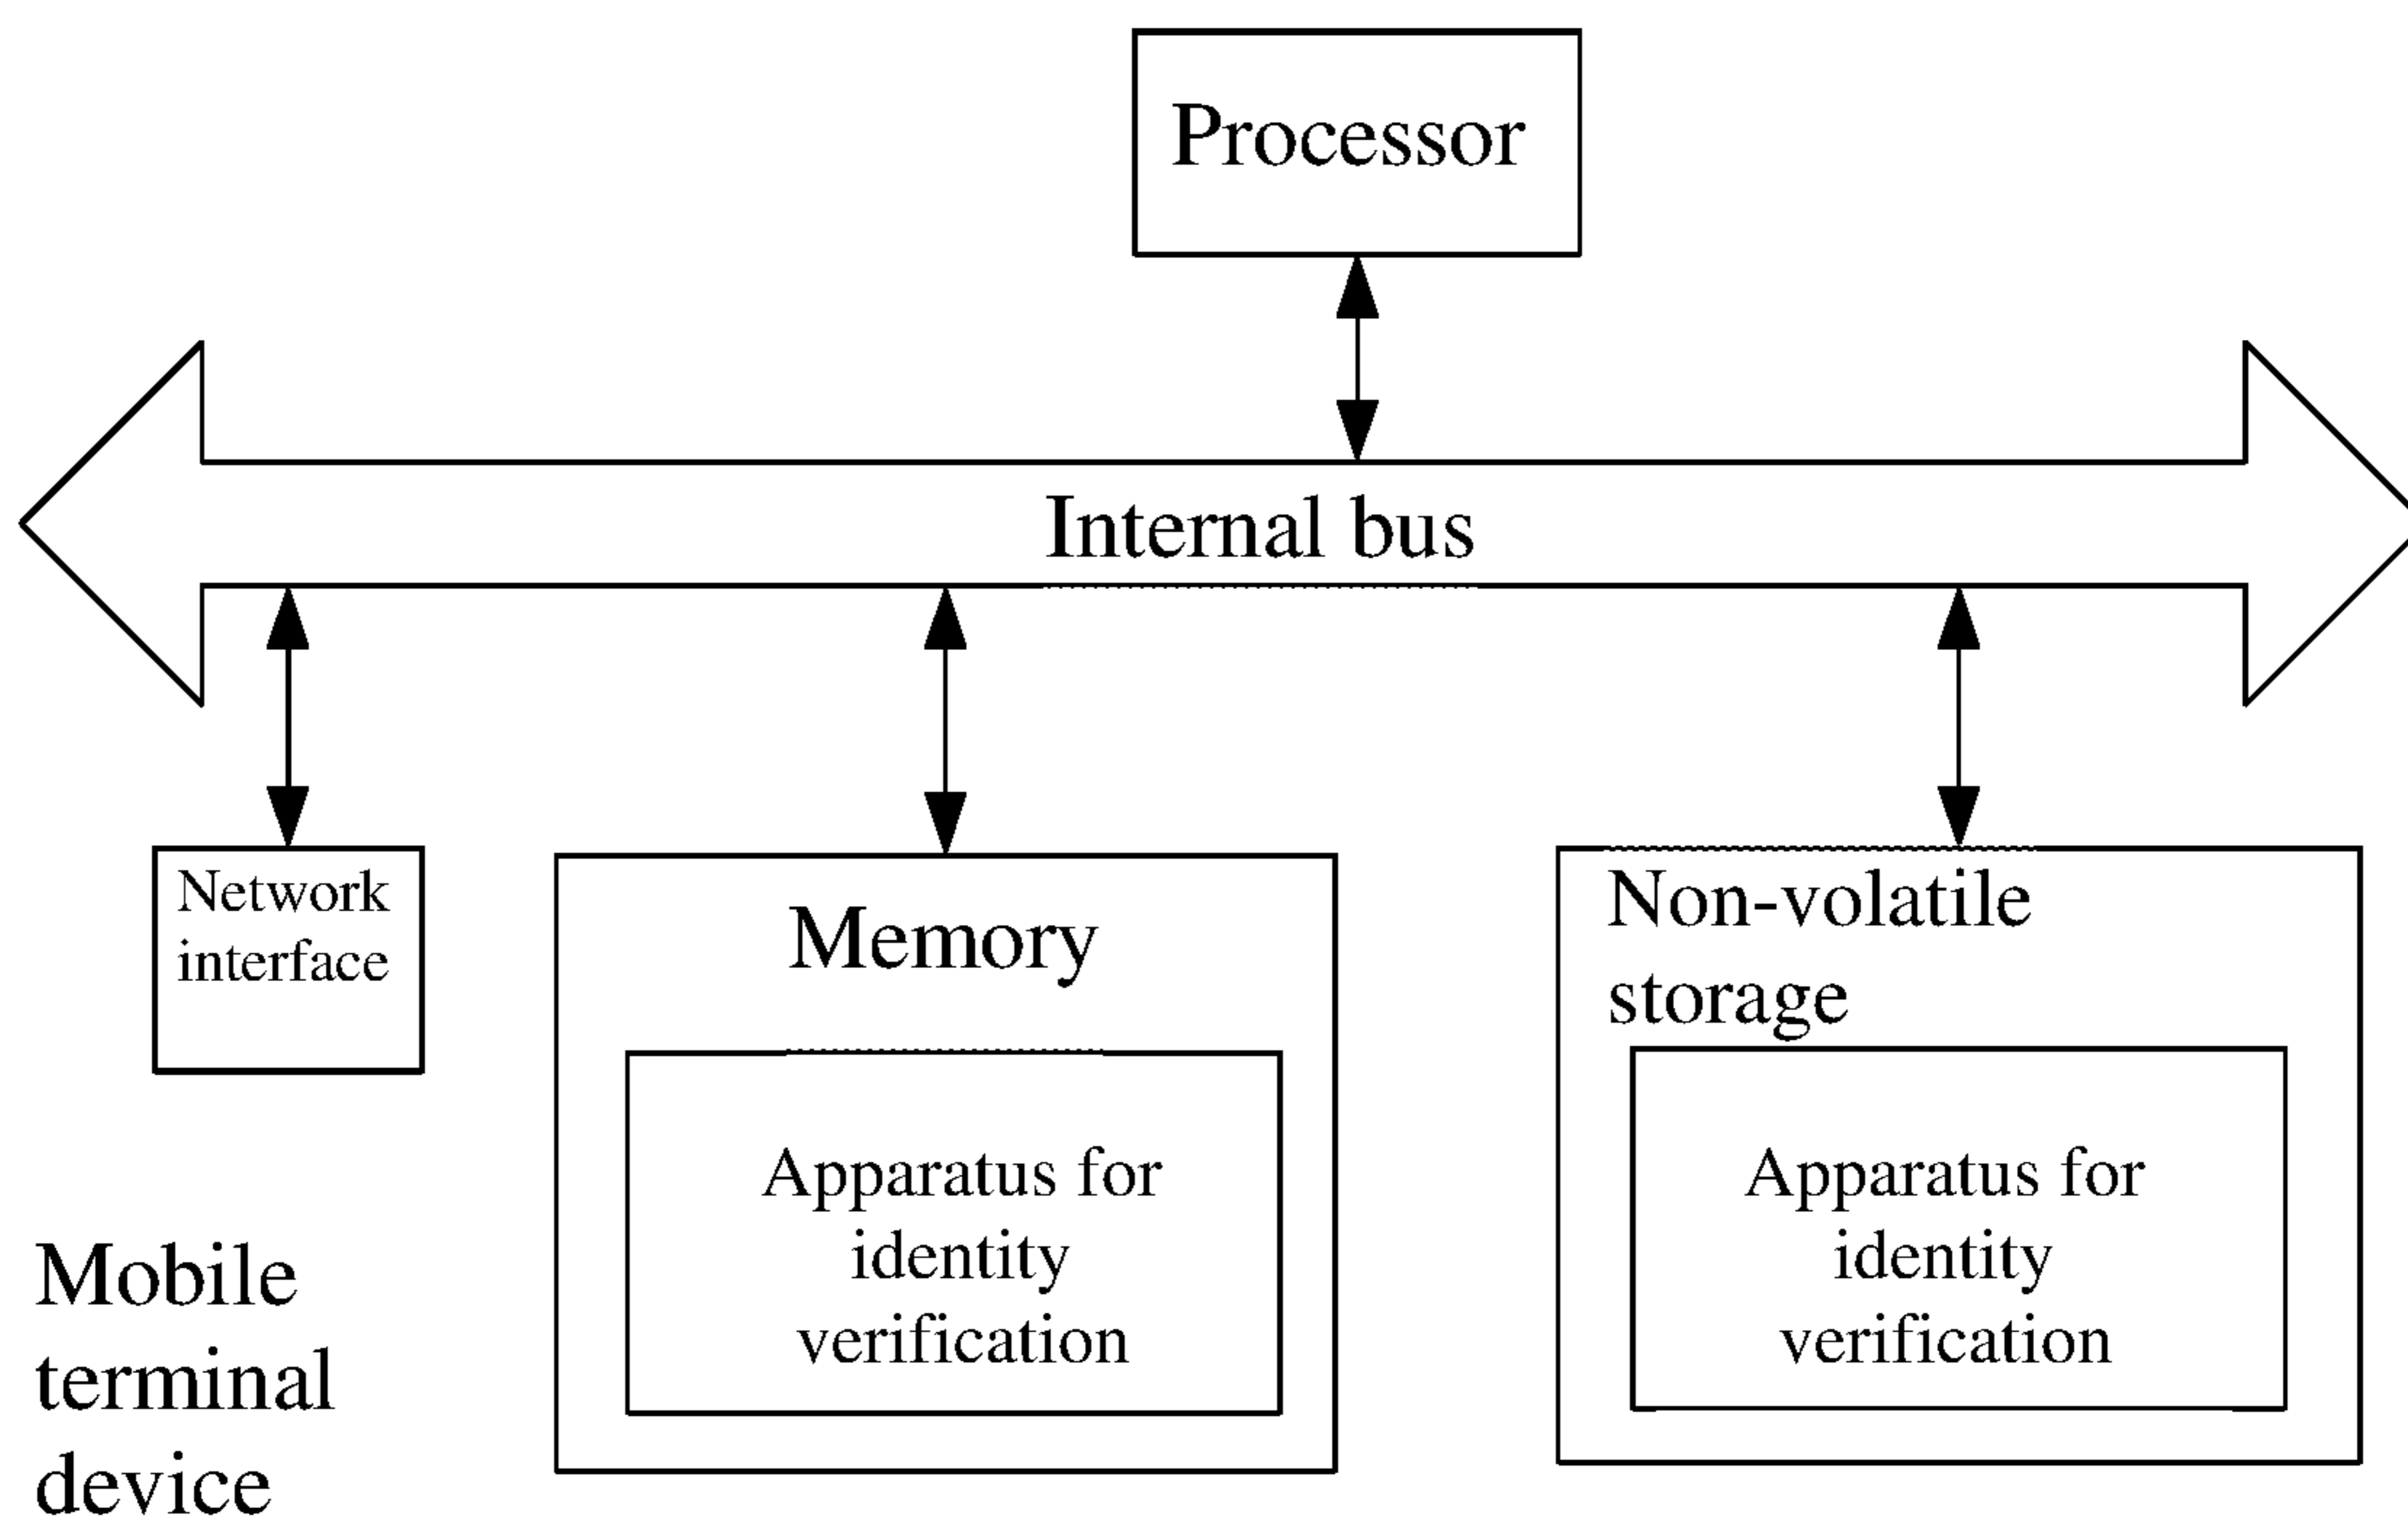 Processor
Internal bus
Network
interface
Memory
Apparatus for
identity
verification
Non-volatile
storage
Apparatus for
identity
verification
Mobile
terminal
device